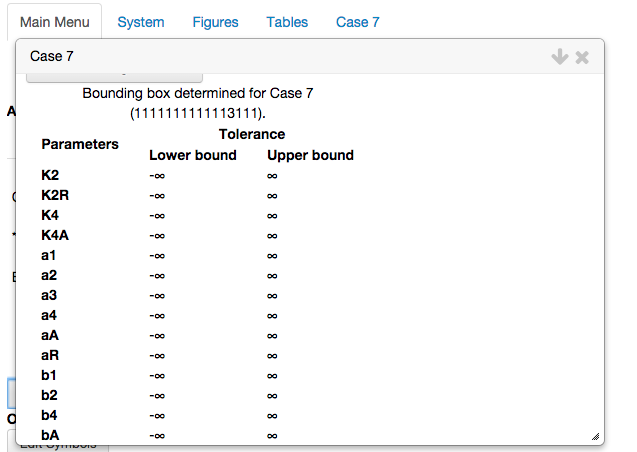 Main Menu System Figures Tables Case 7
Case 7
Bounding box determined for Case 7
(1111111111113111).
Tolerance
Parameters
Lower bound Upper bound
K2 -∞ ∞
K2R -∞ ∞
K4 -∞ ∞
K4A -∞ ∞
a1 -∞ ∞
a2 -∞ ∞
a3 -∞ ∞
a4 -∞ ∞
aA -∞ ∞
aR -∞ ∞
b1 -∞ ∞
b2 -∞ ∞
b4 -∞ ∞
bA -∞ ∞
Edit Symbols